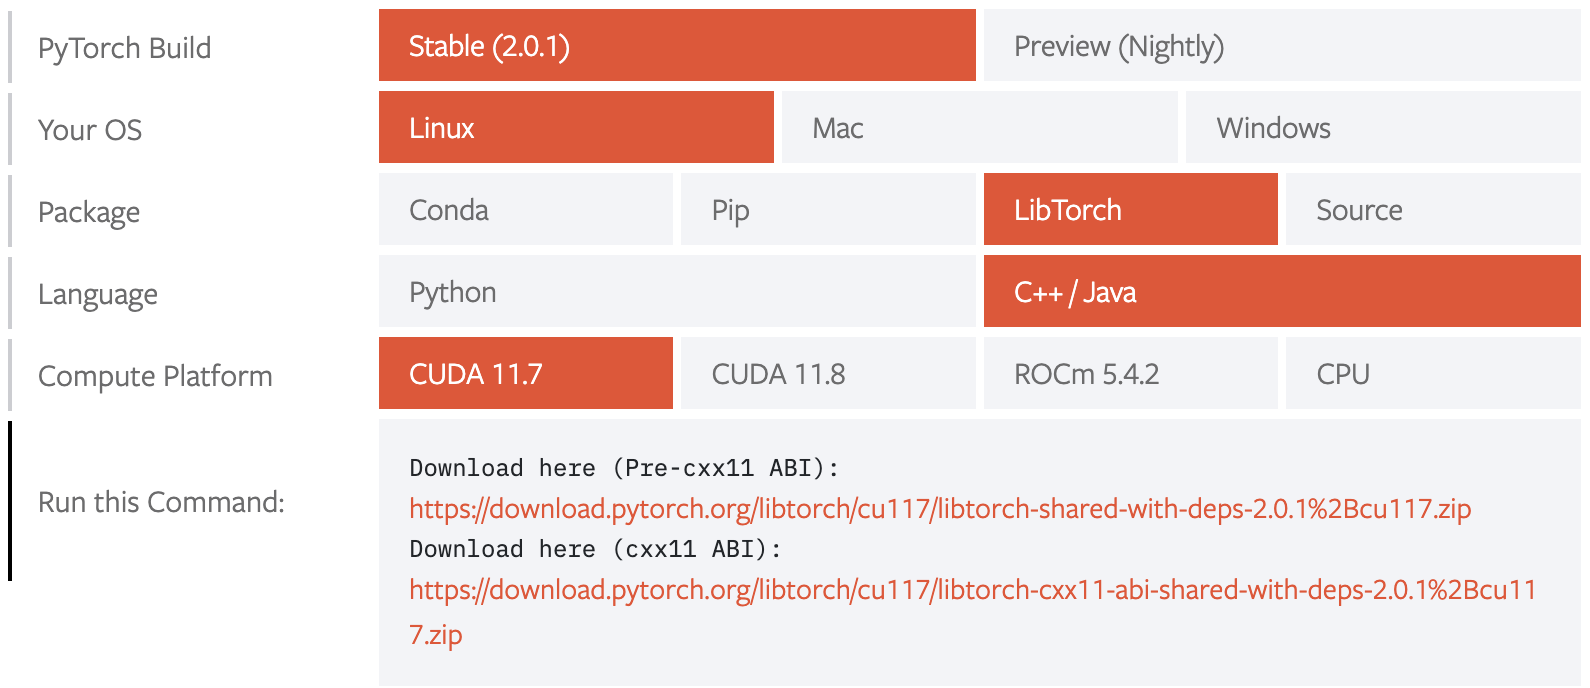 PyTorch Build
Stable (2.0.1)
Preview (Nightly)
Your OS
Linux
Mac
Windows
Package
Conda
Pip
LibTorch
Source
Language
Python
C++ / Java
Compute Platform
CUDA 11.7
CUDA 11.8
ROCm 5.4.2
CPU
Run this Command:
Download here (Pre-cxx11 ABI):
https://download.pytorch.org/libtorch/cu117/libtorch-shared-with-deps-2.0.1%2Bcu117.zip
Download here (cxx11 ABI):
https://download.pytorch.org/libtorch/cu117/libtorch-cxx11-abi-shared-with-deps-2.0.1%2Bcu11
7.zip